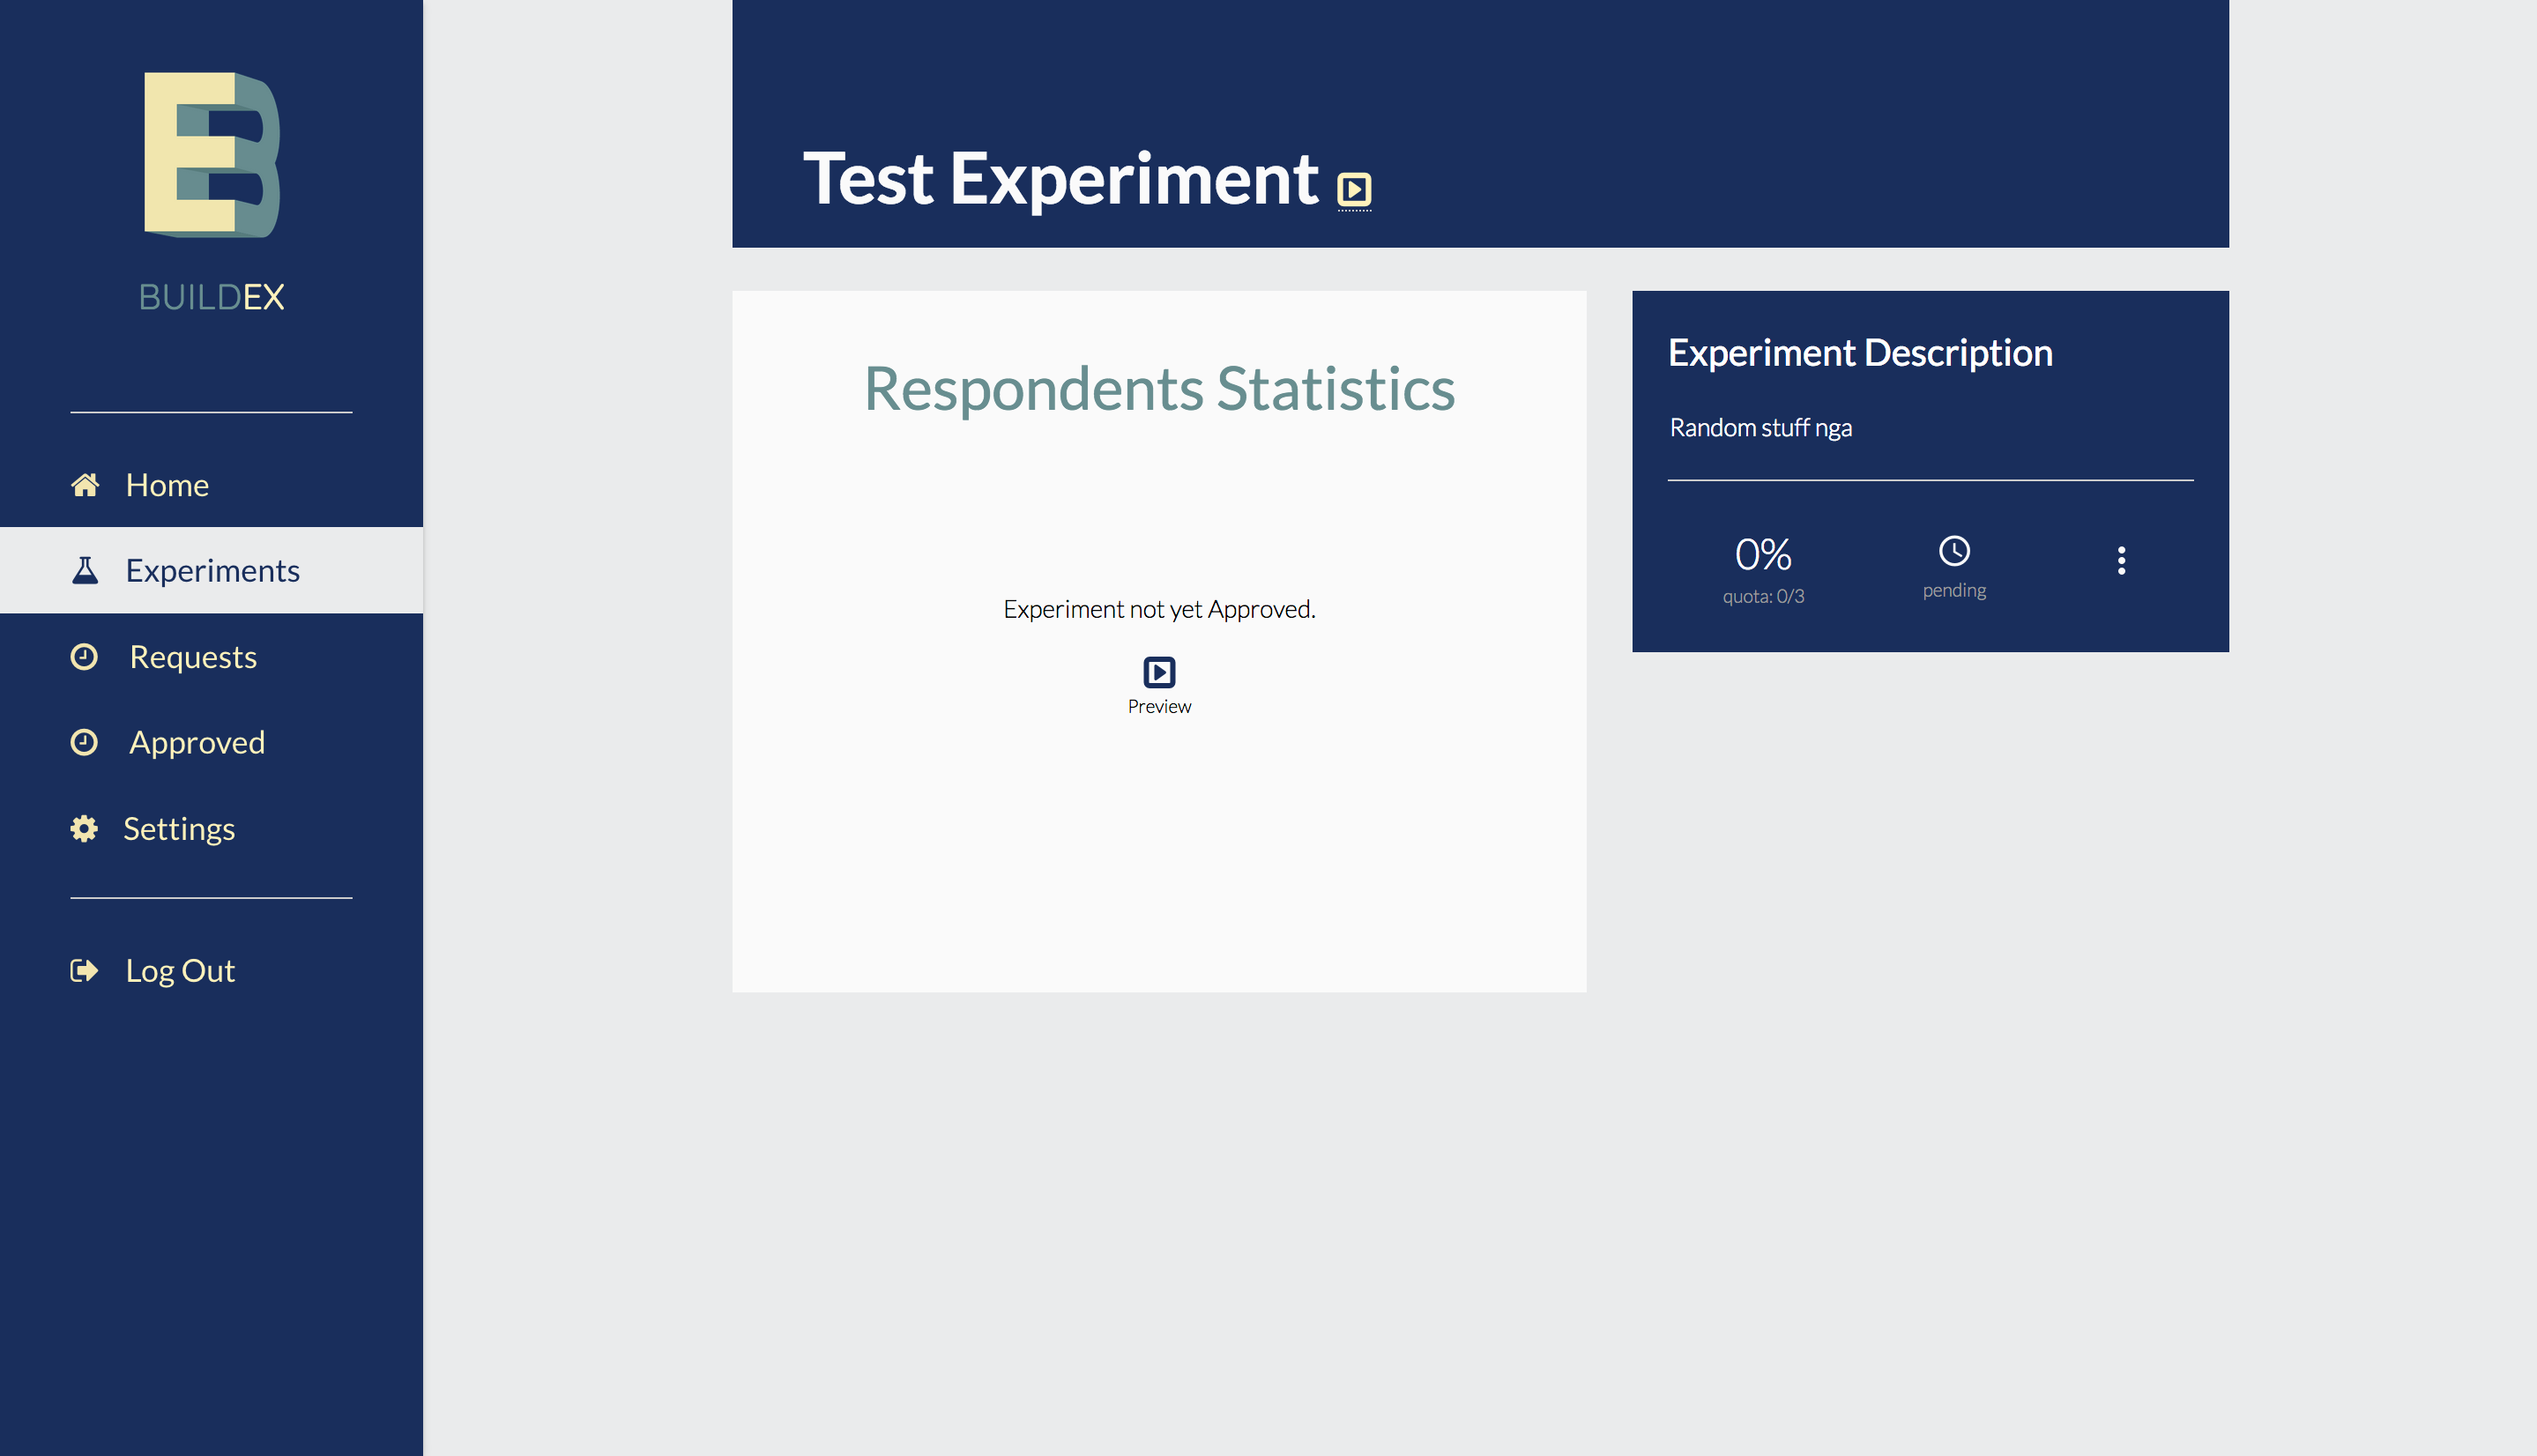 BUILDEX
Home
Experiments
Requests
Approved
Settings
Log Out
Test Experiment
Respondents Statistics
Experiment not yet Approved.
Preview
Experiment Description
Random stuff nga
0%
quota: 0/3
pending